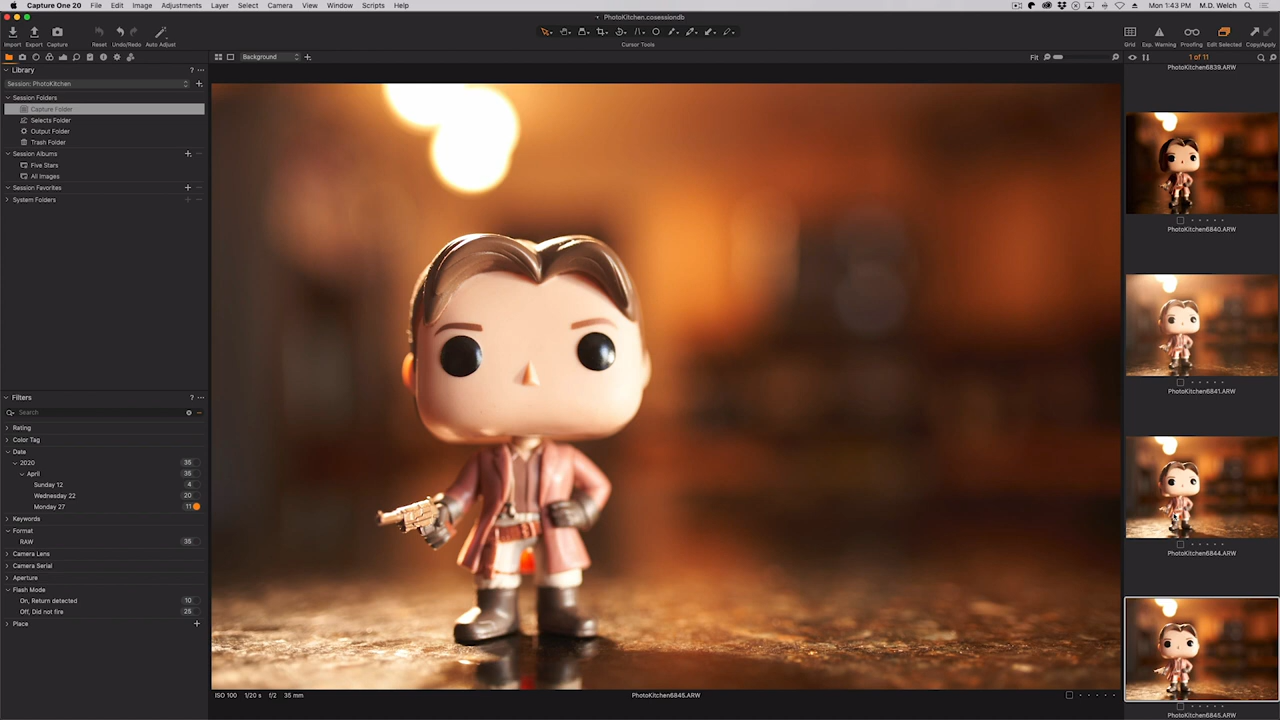 Capture One 20 File Edit Image Adjustments Layer Select Camera View Window Scripts Help Mon 1:43 PM M.D. Welch
PhotoKitchen.cosessiondb
Import Export Capture Reset Undo/Redo Auto Adjust Cursor Tools Grid Exp. Warning Proofing Edit Selected Copy/Apply
Background Fit 1 of 11
Library ? ...
Session: PhotoKitchen
Session Folders
Capture Folder
Selects Folder
Output Folder
Trash Folder
Session Albums
Five Stars
All Images
Session Favorites
System Folders
Filters ? ...
Search
Rating
Color Tag
Date
2020 35
April 35
Sunday 12 4
Wednesday 22 20
Monday 27 11
Keywords
Format
RAW 35
Camera Lens
Camera Serial
Aperture
Flash Mode
On, Return detected 10
Off, Did not fire 25
Place
ISO 100 1/20 s f/2 35 mm PhotoKitchen6845.ARW
PhotoKitchen6839.ARW
PhotoKitchen6840.ARW
PhotoKitchen6841.ARW
PhotoKitchen6844.ARW
PhotoKitchen6845.ARW